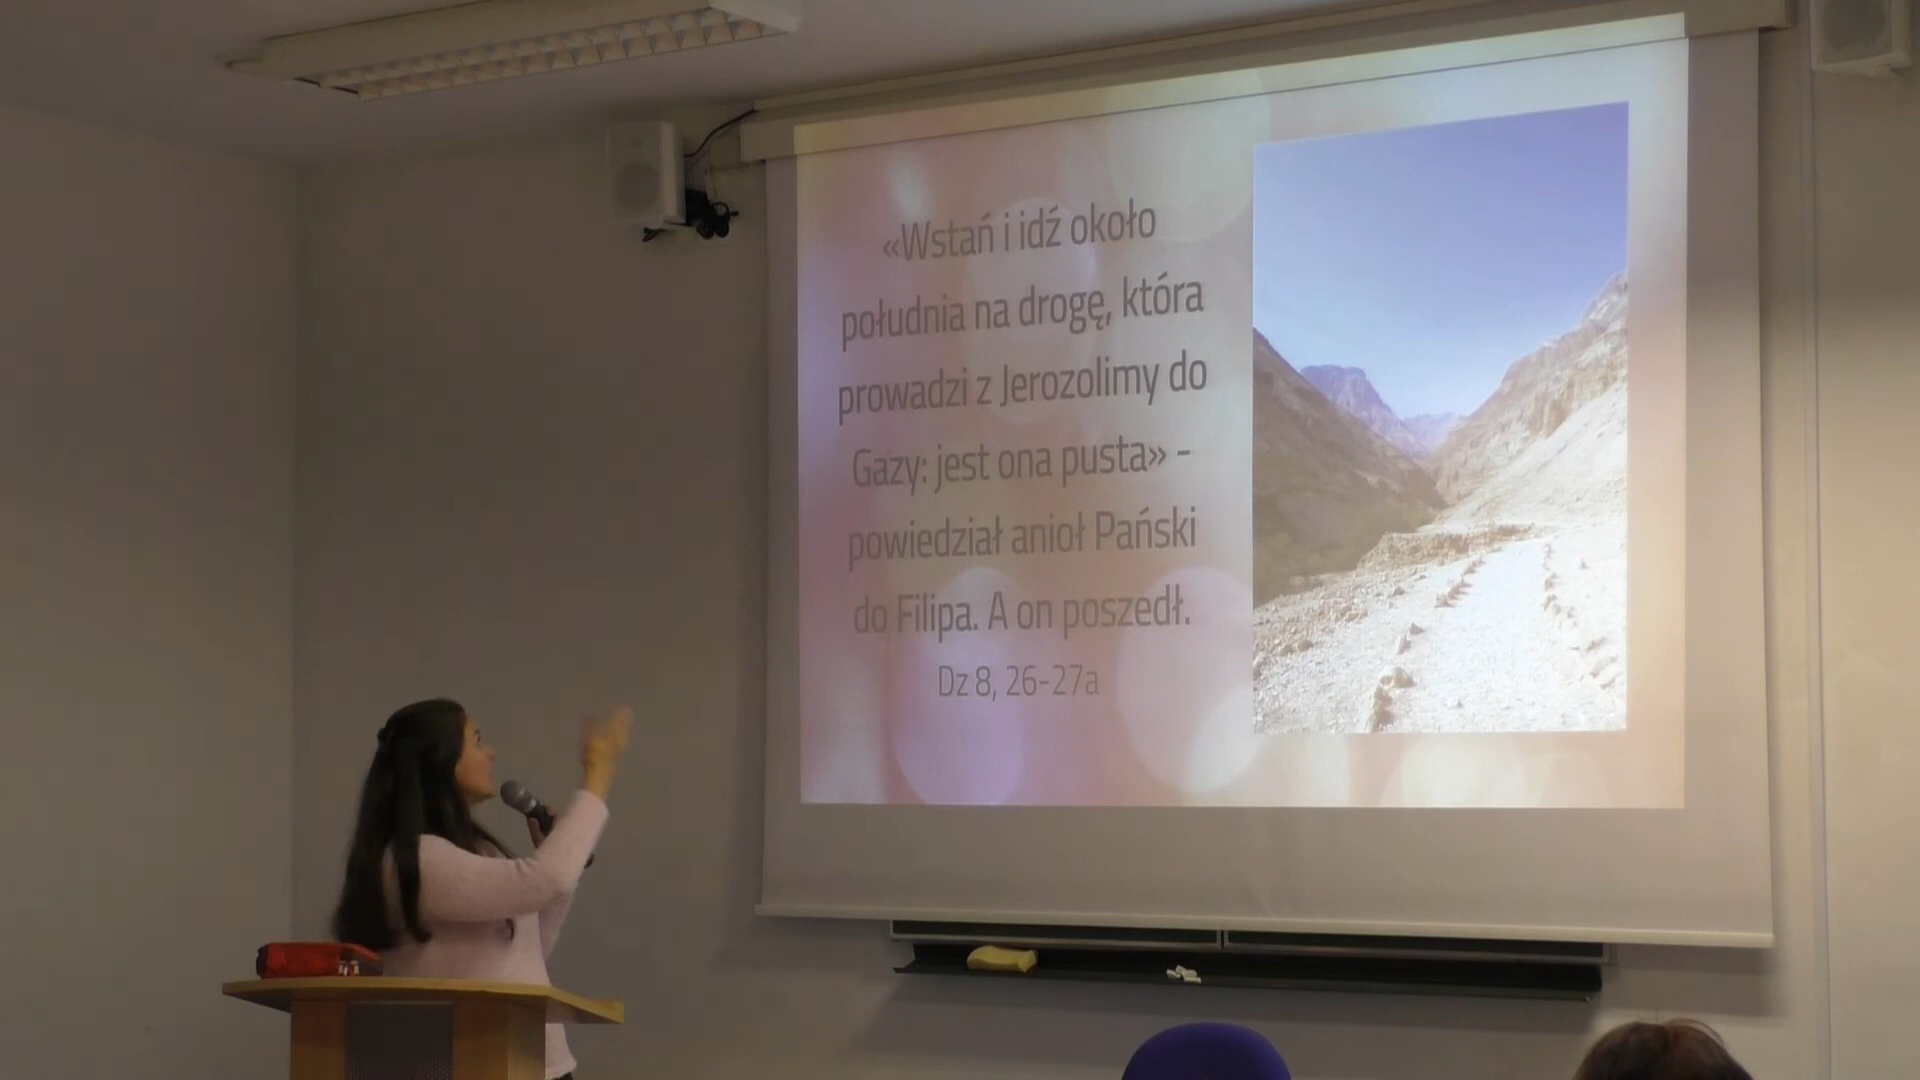 «Wstań i idź około
południa na drogę, która
prowadzi z Jerozolimy do
Gazy: jest ona pusta» -
powiedział anioł Pański
do Filipa. A on poszedł.
Dz 8, 26-27a